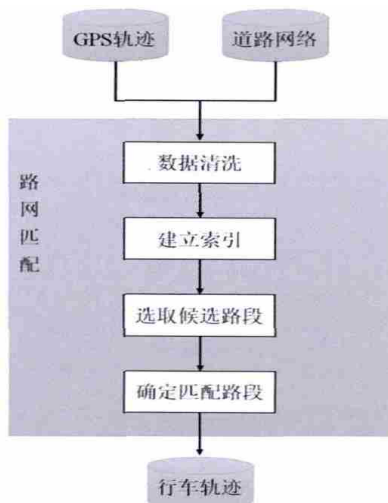 GPS轨迹
道路网络
路网匹配
数据清洗
建立索引
选取候选路段
确定匹配路段
行车轨迹